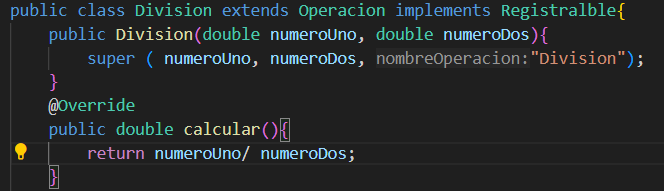 public class Division extends Operacion implements Registralble{
public Division(double numeroUno, double numeroDos){
super ( numeroUno, numeroDos, nombreOperacion:"Division");
}
@Override
public double calcular(){
return numeroUno/ numeroDos;
}